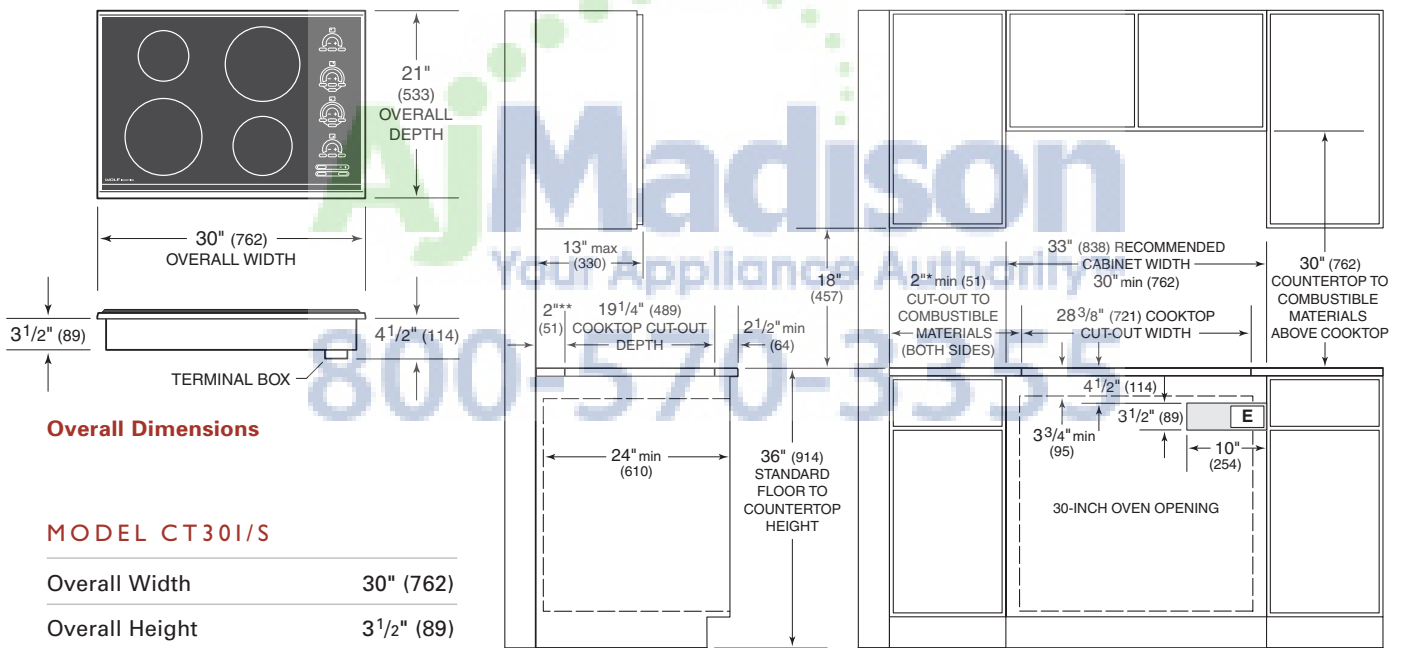 21"
(533)
OVERALL
DEPTH
30" (762)
OVERALL WIDTH
3 1/2" (89)
4 1/2" (114)
TERMINAL BOX
Overall Dimensions
MODEL CT30I/S
Overall Width 30" (762)
Overall Height 3 1/2" (89)
AjMadison
Your Appliance Authority™
800-570-3355
13" max
(330)
2"**
(51)
19 1/4" (489)
COOKTOP CUT-OUT
DEPTH
2 1/2" min
(64)
18"
(457)
24" min
(610)
36" (914)
STANDARD
FLOOR TO
COUNTERTOP
HEIGHT
2"* min (51)
CUT-OUT TO
COMBUSTIBLE
MATERIALS
(BOTH SIDES)
33" (838) RECOMMENDED
CABINET WIDTH
30" min (762)
28 3/8" (721) COOKTOP
CUT-OUT WIDTH
30" (762)
COUNTERTOP TO
COMBUSTIBLE
MATERIALS
ABOVE COOKTOP
4 1/2" (114)
3 1/2" (89)
E
3 3/4" min
(95)
10"
(254)
30-INCH OVEN OPENING